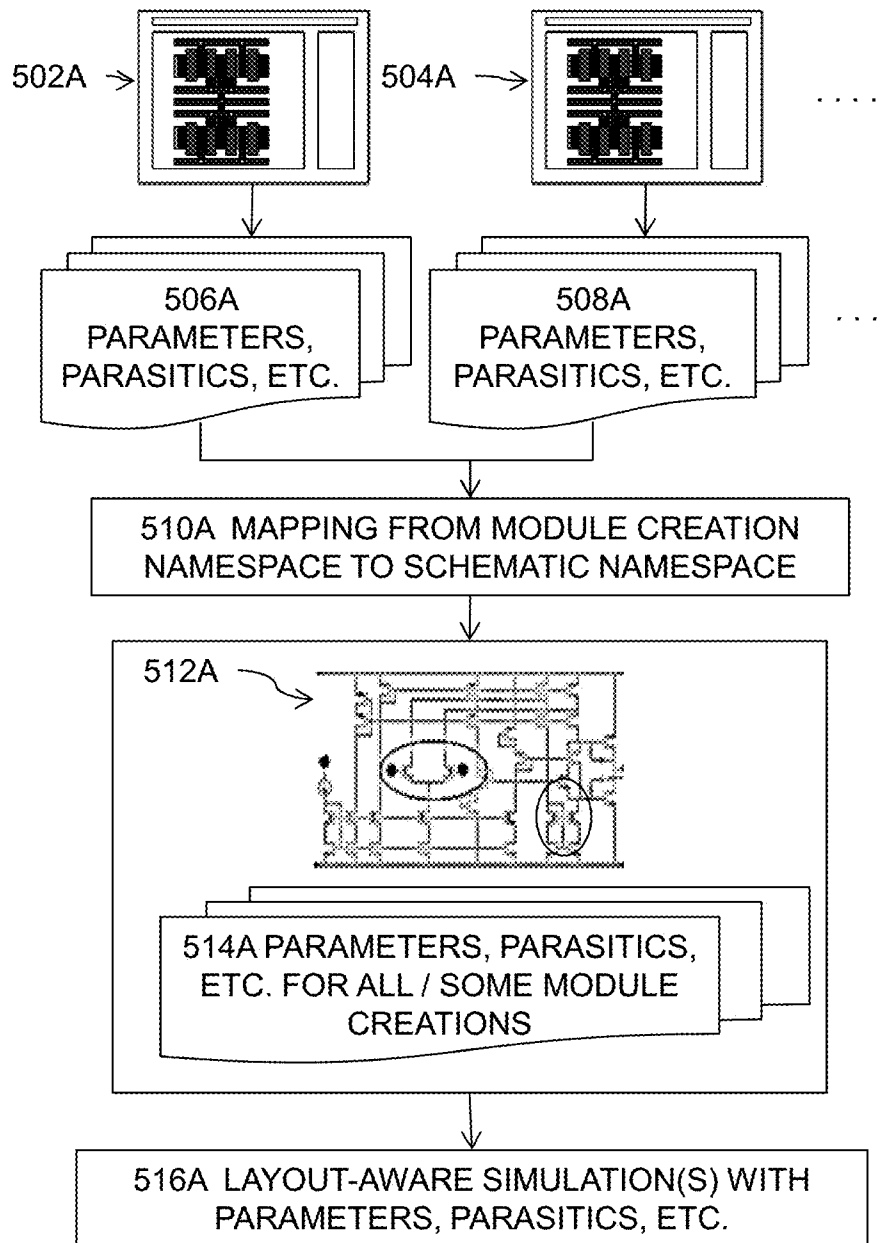 502A
504A
. . . .
506A
PARAMETERS,
PARASITICS, ETC.
508A
PARAMETERS,
PARASITICS, ETC.
. . .
510A MAPPING FROM MODULE CREATION
NAMESPACE TO SCHEMATIC NAMESPACE
512A
514A PARAMETERS, PARASITICS,
ETC. FOR ALL / SOME MODULE
CREATIONS
516A LAYOUT-AWARE SIMULATION(S) WITH
PARAMETERS, PARASITICS, ETC.